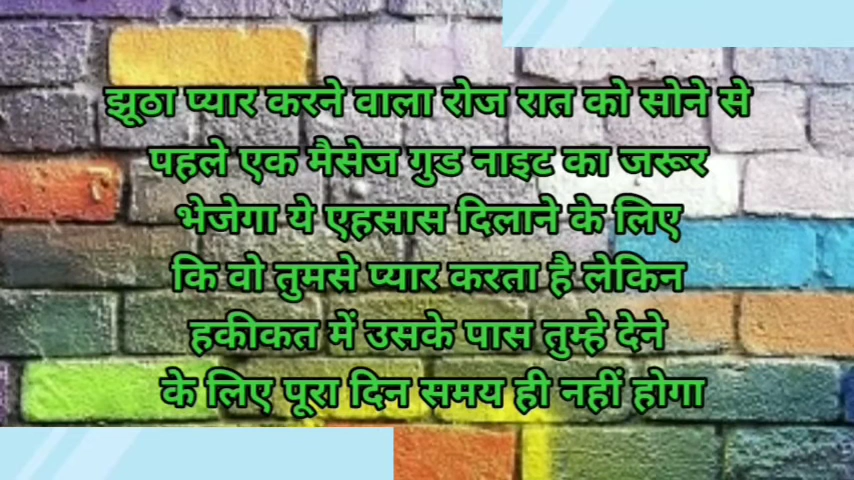 झूठा प्यार करने वाला रोज रात को सोने से
पहले एक मैसेज गुड नाइट का जरूर
भेजेगा ये एहसास दिलाने के लिए
कि वो तुमसे प्यार करता है लेकिन
हकीकत में उसके पास तुम्हे देने
के लिए पूरा दिन समय ही नहीं होगा